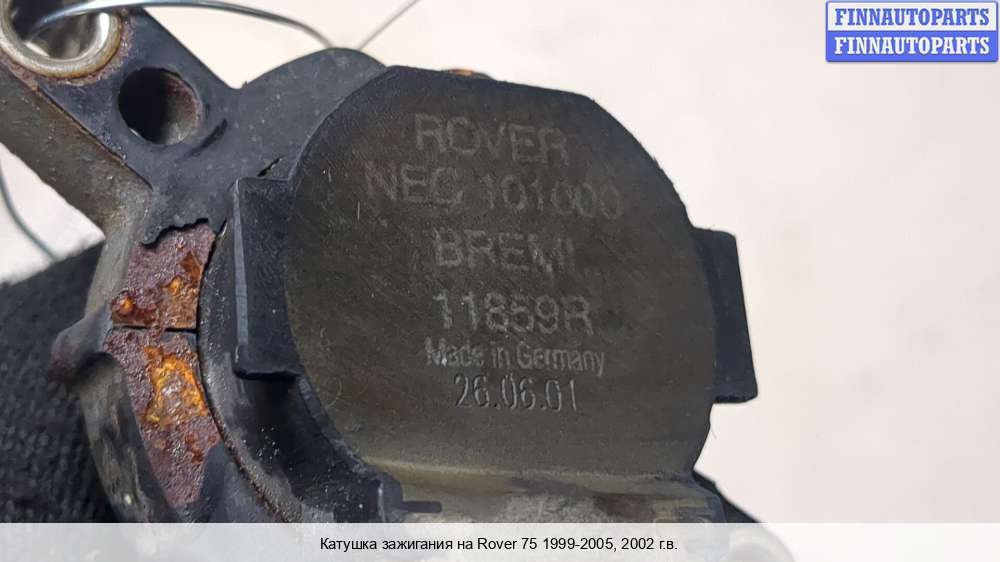 FINNAUTOPARTS
FINNAUTOPARTS
ROVER
NEC 101000
BREMI
11859R
Made in Germany
26.06.01
Катушка зажигания на Rover 75 1999-2005, 2002 г.в.